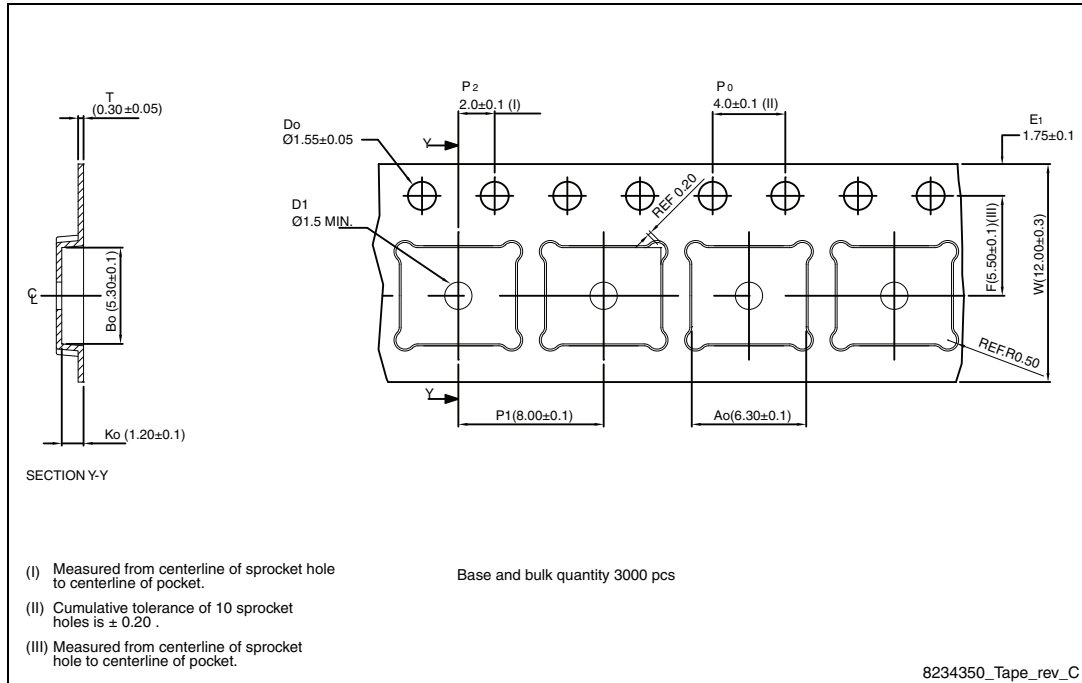 T
(0.30 ±0.05)
P2
2.0±0.1 (I)
P0
4.0±0.1 (II)
E1
1.75±0.1
Do
Ø1.55±0.05
Y
REF 0.20
D1
Ø1.5 MIN.
F(5.50±0.1)(III)
W(12.00±0.3)
CL
Bo (5.30±0.1)
REF.R0.50
Y
P1(8.00±0.1)
Ao(6.30±0.1)
Ko (1.20±0.1)
SECTION Y-Y
(I) Measured from centerline of sprocket hole
to centerline of pocket.
Base and bulk quantity 3000 pcs
(II) Cumulative tolerance of 10 sprocket
holes is ± 0.20 .
(III) Measured from centerline of sprocket
hole to centerline of pocket.
8234350_Tape_rev_C